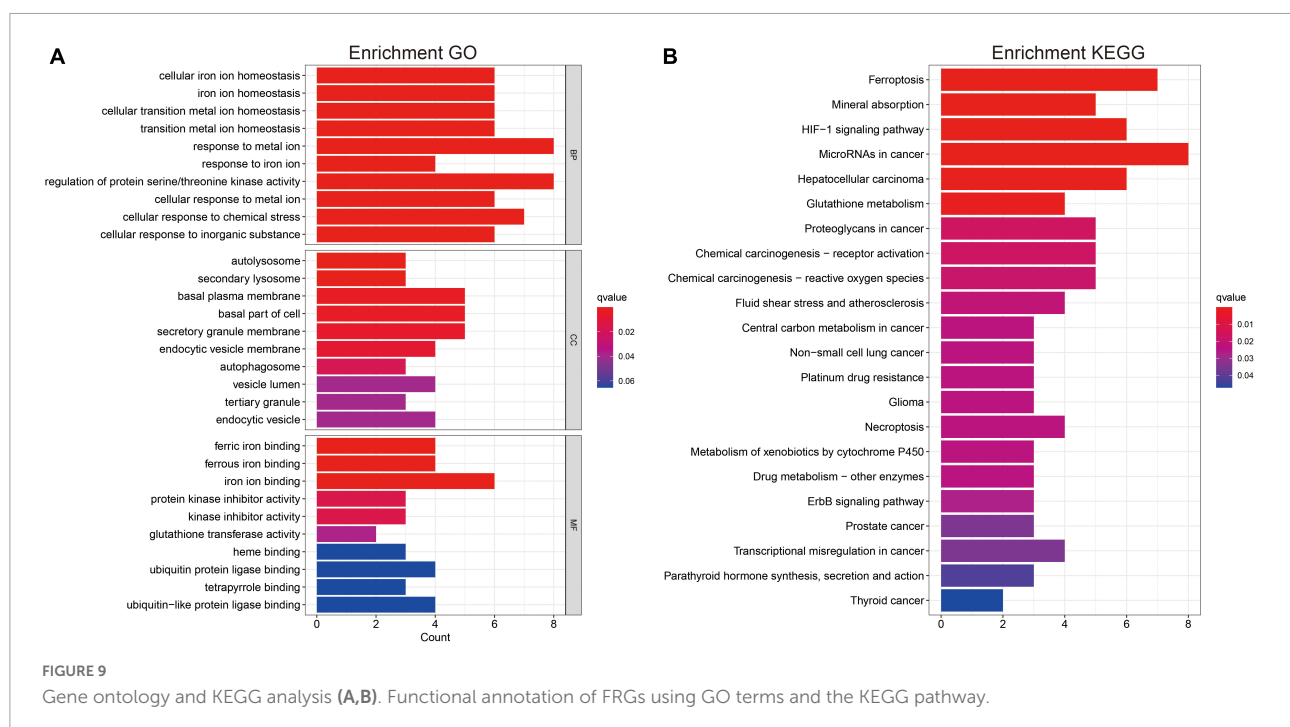 A
Enrichment GO
cellular iron ion homeostasis
iron ion homeostasis
cellular transition metal ion homeostasis
transition metal ion homeostasis
response to metal ion
response to iron ion
regulation of protein serine/threonine kinase activity
cellular response to metal ion
cellular response to chemical stress
cellular response to inorganic substance
BP
autolysosome
secondary lysosome
basal plasma membrane
basal part of cell
secretory granule membrane
endocytic vesicle membrane
autophagosome
vesicle lumen
tertiary granule
endocytic vesicle
CC
ferric iron binding
ferrous iron binding
iron ion binding
protein kinase inhibitor activity
kinase inhibitor activity
glutathione transferase activity
heme binding
ubiquitin protein ligase binding
tetrapyrrole binding
ubiquitin−like protein ligase binding
MF
0 2 4 6 8
Count
qvalue
0.02
0.04
0.06
B
Enrichment KEGG
Ferroptosis
Mineral absorption
HIF−1 signaling pathway
MicroRNAs in cancer
Hepatocellular carcinoma
Glutathione metabolism
Proteoglycans in cancer
Chemical carcinogenesis − receptor activation
Chemical carcinogenesis − reactive oxygen species
Fluid shear stress and atherosclerosis
Central carbon metabolism in cancer
Non−small cell lung cancer
Platinum drug resistance
Glioma
Necroptosis
Metabolism of xenobiotics by cytochrome P450
Drug metabolism − other enzymes
ErbB signaling pathway
Prostate cancer
Transcriptional misregulation in cancer
Parathyroid hormone synthesis, secretion and action
Thyroid cancer
0 2 4 6 8
qvalue
0.01
0.02
0.03
0.04
FIGURE 9
Gene ontology and KEGG analysis (A,B). Functional annotation of FRGs using GO terms and the KEGG pathway.